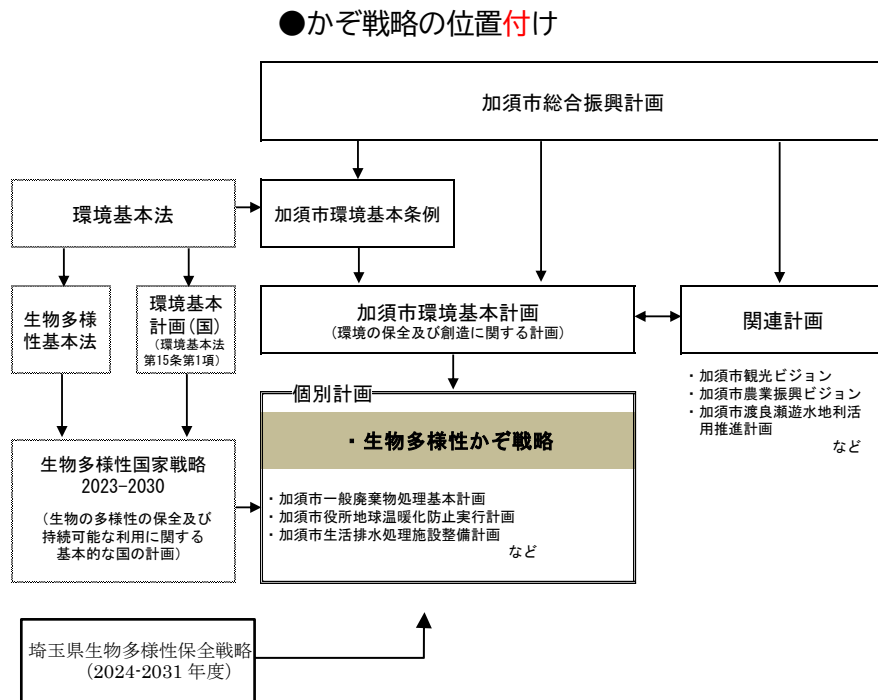 ●かぞ戦略の位置付け
加須市総合振興計画
環境基本法
加須市環境基本条例
生物多様
性基本法
環境基本
計画(国)
(環境基本法
第15条第1項)
加須市環境基本計画
(環境の保全及び創造に関する計画)
関連計画
・加須市観光ビジョン
・加須市農業振興ビジョン
・加須市渡良瀬遊水地利活
用推進計画
など
個別計画
・生物多様性かぞ戦略
・加須市一般廃棄物処理基本計画
・加須市役所地球温暖化防止実行計画
・加須市生活排水処理施設整備計画
など
生物多様性国家戦略
2023-2030
(生物の多様性の保全及び
持続可能な利用に関する
基本的な国の計画)
埼玉県生物多様性保全戦略
(2024-2031 年度)